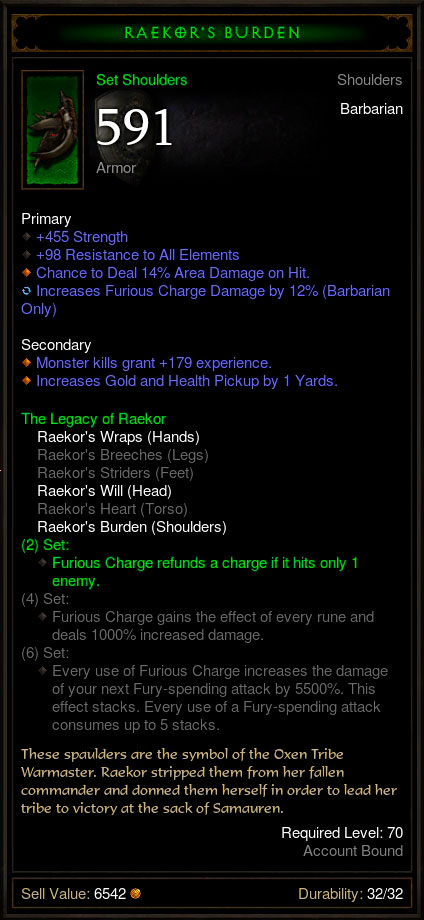 RAEKOR'S BURDEN
Set Shoulders
Shoulders
591
Barbarian
Armor
Primary
+455 Strength
+98 Resistance to All Elements
Chance to Deal 14% Area Damage on Hit.
Increases Furious Charge Damage by 12% (Barbarian
Only)
Secondary
Monster kills grant +179 experience.
Increases Gold and Health Pickup by 1 Yards.
The Legacy of Raekor
Raekor's Wraps (Hands)
Raekor's Breeches (Legs)
Raekor's Striders (Feet)
Raekor's Will (Head)
Raekor's Heart (Torso)
Raekor's Burden (Shoulders)
(2) Set:
Furious Charge refunds a charge if it hits only 1
enemy.
(4) Set:
Furious Charge gains the effect of every rune and
deals 1000% increased damage.
(6) Set:
Every use of Furious Charge increases the damage
of your next Fury-spending attack by 5500%. This
effect stacks. Every use of a Fury-spending attack
consumes up to 5 stacks.
These spaulders are the symbol of the Oxen Tribe
Warmaster. Raekor stripped them from her fallen
commander and donned them herself in order to lead her
tribe to victory at the sack of Samauren.
Required Level: 70
Account Bound
Sell Value: 6542
Durability: 32/32